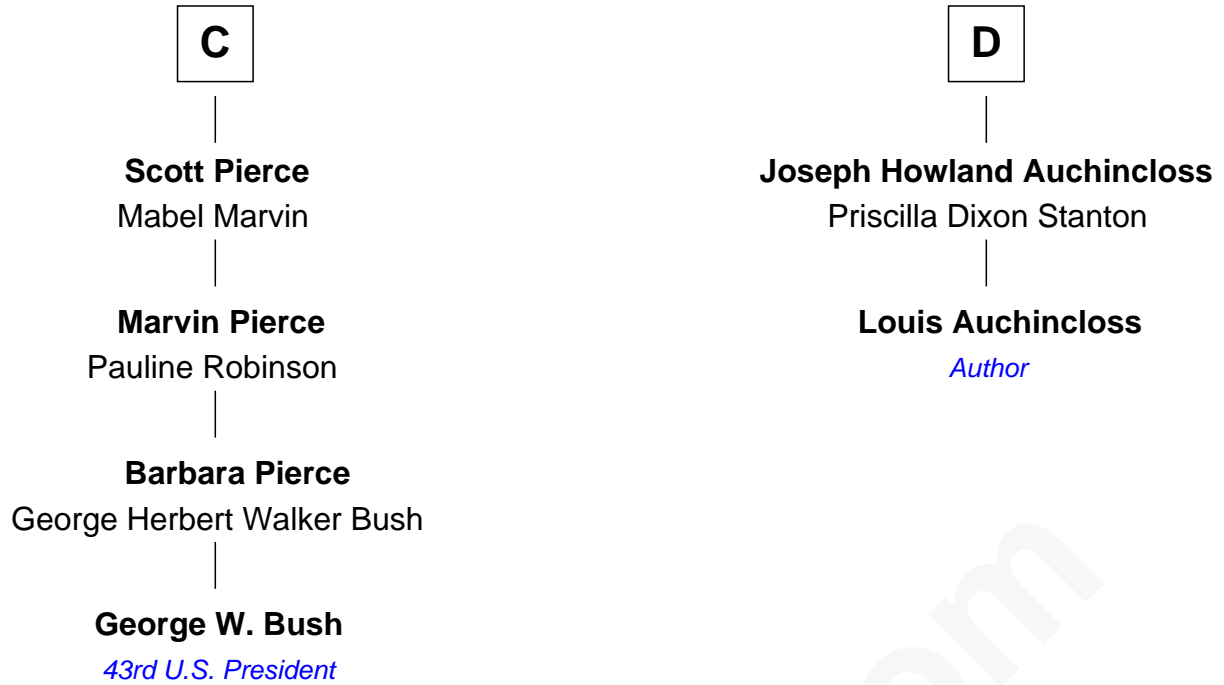 C
Scott Pierce
Mabel Marvin
Marvin Pierce
Pauline Robinson
Barbara Pierce
George Herbert Walker Bush
George W. Bush
43rd U.S. President
D
Joseph Howland Auchincloss
Priscilla Dixon Stanton
Louis Auchincloss
Author
om